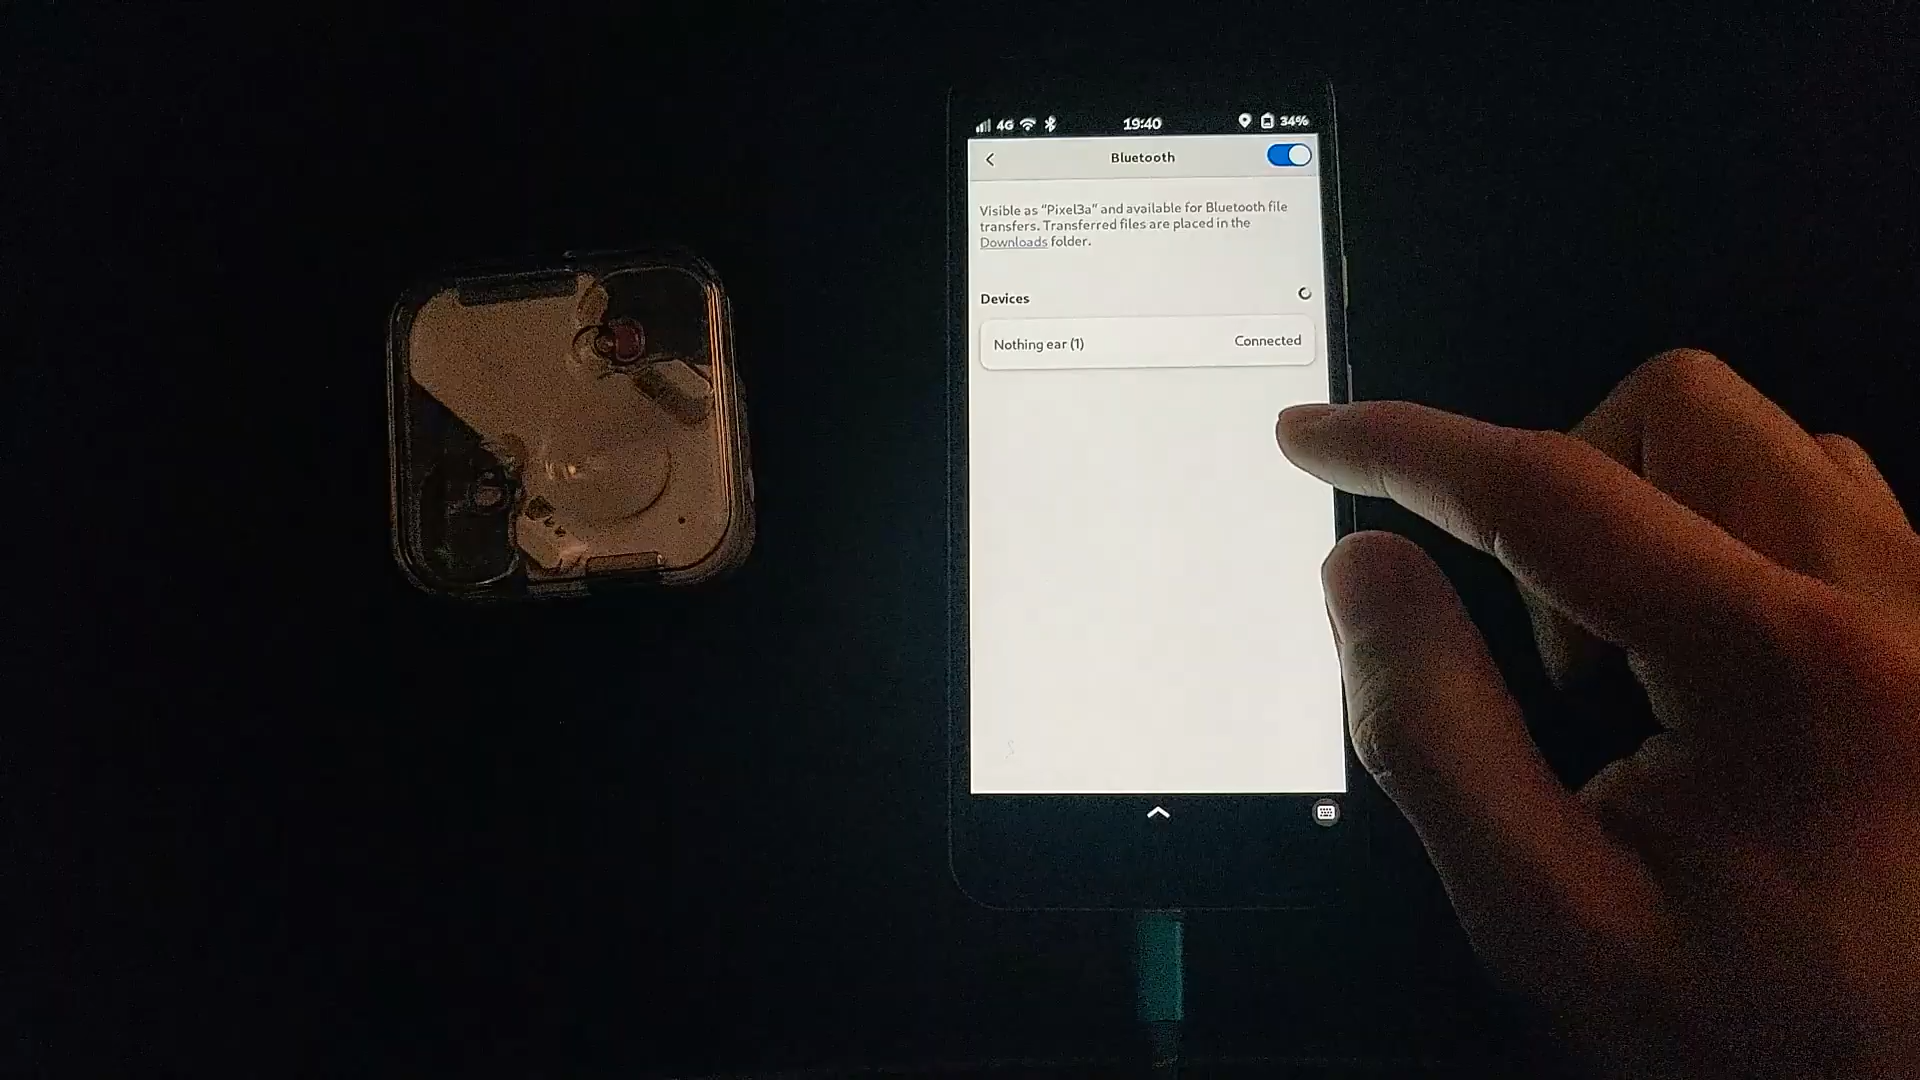 4G 19:40 34%
Bluetooth
Visible as “Pixel3a” and available for Bluetooth file
transfers. Transferred files are placed in the
Downloads folder.
Devices
Nothing ear (1) Connected